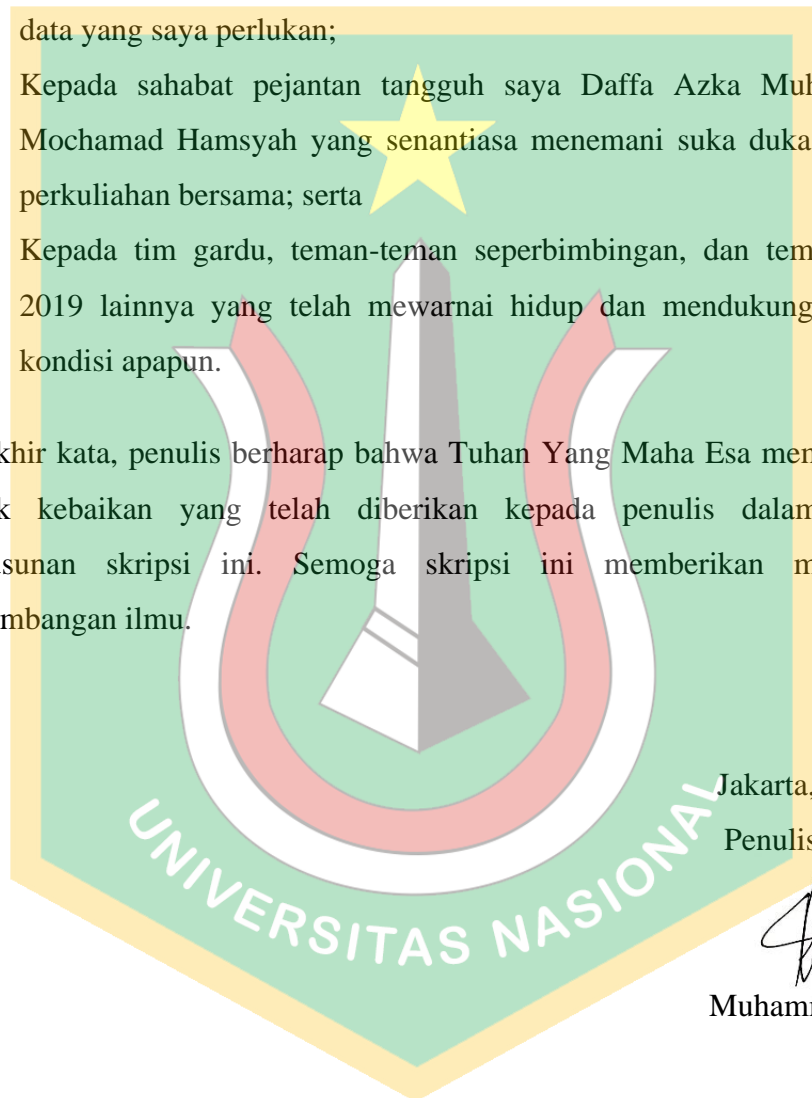 data yang saya perlukan;
Kepada sahabat pejantan tangguh saya Daffa Azka Muh
Mochamad Hamsyah yang senantiasa menemani suka duka
perkuliahan bersama; serta
Kepada tim gardu, teman-teman seperbimbingan, dan tem
2019 lainnya yang telah mewarnai hidup dan mendukung
kondisi apapun.
khir kata, penulis berharap bahwa Tuhan Yang Maha Esa mem
k kebaikan yang telah diberikan kepada penulis dalam
usunan skripsi ini. Semoga skripsi ini memberikan m
mbangan ilmu.
Jakarta,
Penulis
Muhamm
UNIVERSITAS NASIONAL